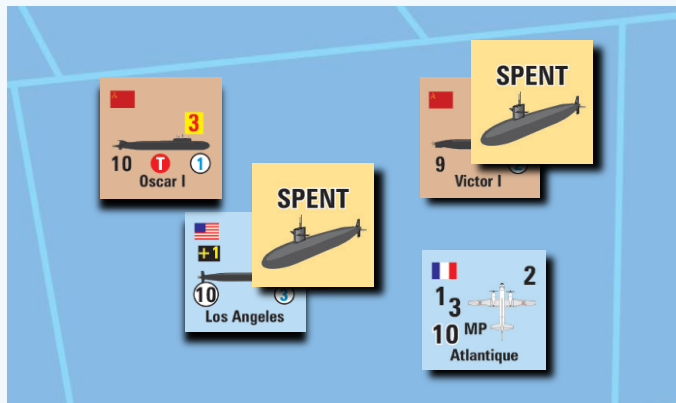 3
10 T 1
Oscar I
SPENT
9
Victor I
SPENT
+1
10 3
Los Angeles
2
1 3
10 MP
Atlantique